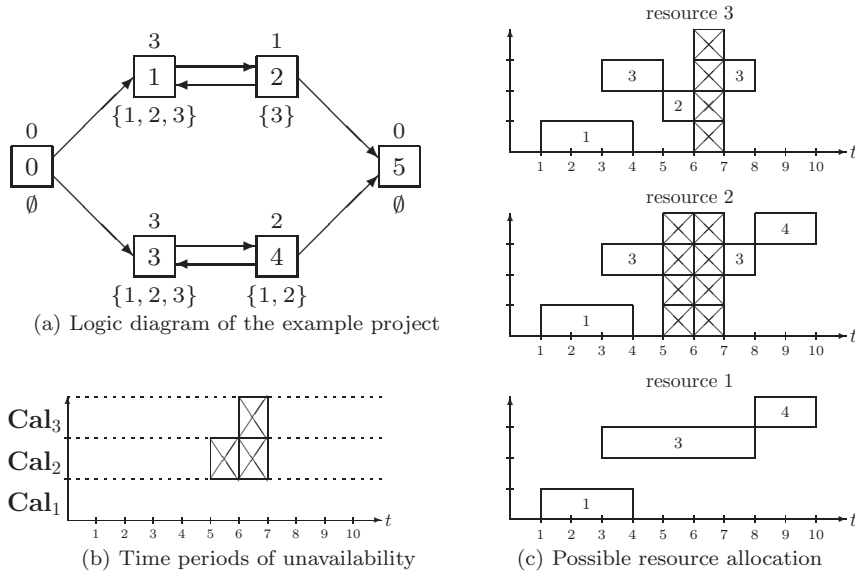 3
1
1
2
{1, 2, 3}
{3}
0
0
0
5
∅
∅
3
2
3
4
{1, 2, 3}
{1, 2}
(a) Logic diagram of the example project
Cal₃
Cal₂
Cal₁
1 2 3 4 5 6 7 8 9 10 t
(b) Time periods of unavailability
resource 3
3 3
2
1
1 2 3 4 5 6 7 8 9 10 t
resource 2
4
3 3
1
1 2 3 4 5 6 7 8 9 10 t
resource 1
4
3
1
1 2 3 4 5 6 7 8 9 10 t
(c) Possible resource allocation